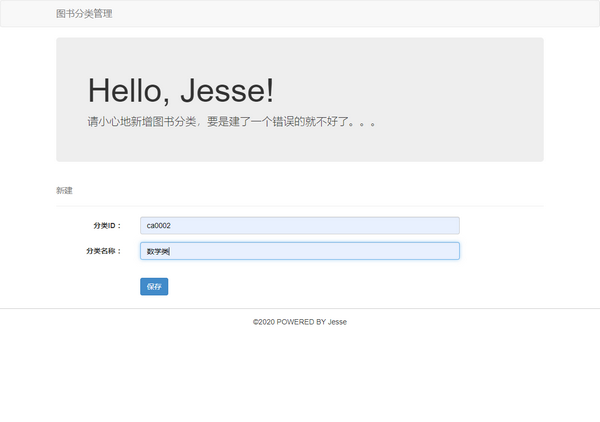 图书分类管理
Hello, Jesse!
请小心地新增图书分类，要是建了一个错误的就不好了。。。
新建
分类ID：
ca0002
分类名称：
数学类
保存
©2020 POWERED BY Jesse